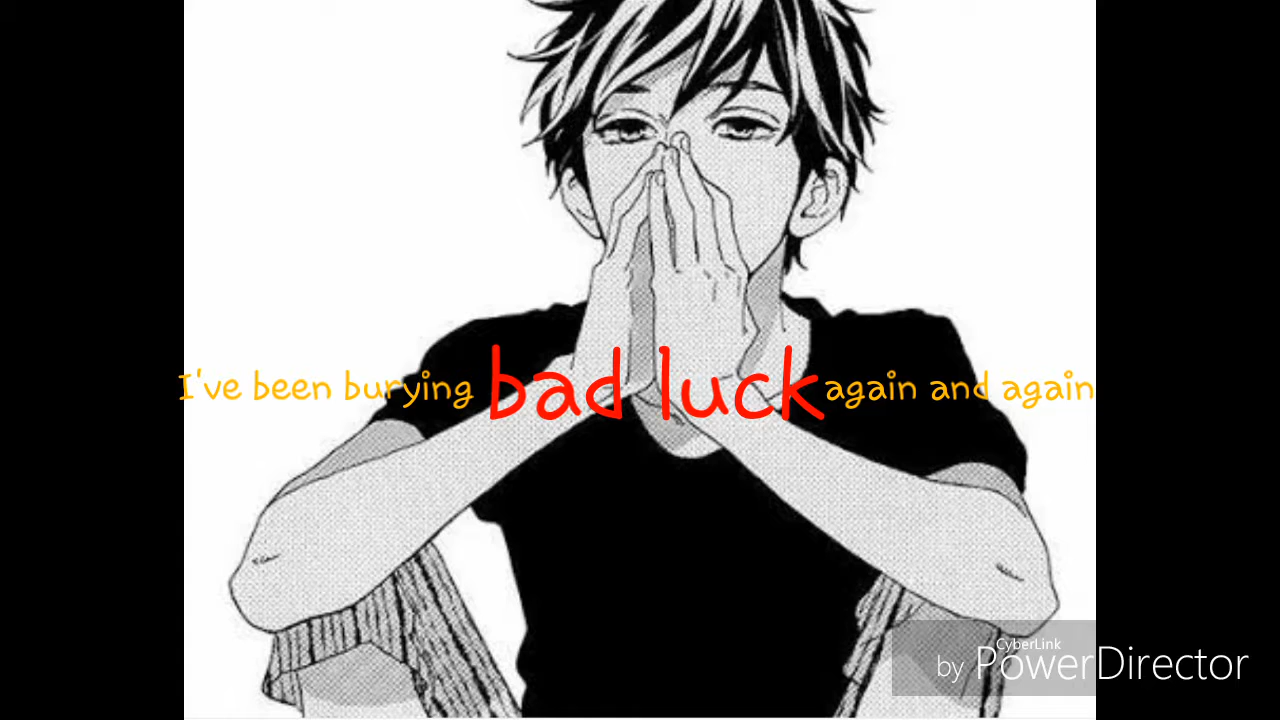 I've been burying bad luck again and again
CyberLink
by PowerDirector